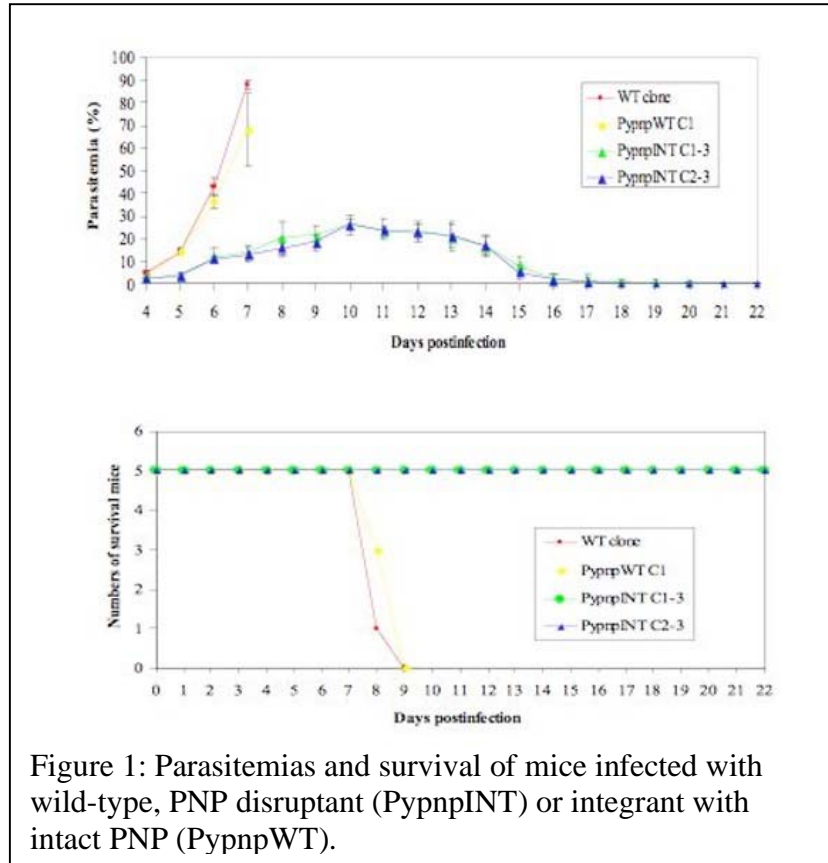 100
90
80
70
60
50
40
30
20
10
0
Parasitemia (%)
WT clone
PypnpWT C1
PypnpINT C1-3
PypnpINT C2-3
4 5 6 7 8 9 10 11 12 13 14 15 16 17 18 19 20 21 22
Days postinfection
6
5
4
3
2
1
0
Numbers of survival mice
WT clone
PypnpWT C1
PypnpINT C1-3
PypnpINT C2-3
0 1 2 3 4 5 6 7 8 9 10 11 12 13 14 15 16 17 18 19 20 21 22
Days postinfection
Figure 1: Parasitemias and survival of mice infected with
wild-type, PNP disruptant (PypnpINT) or integrant with
intact PNP (PypnpWT).